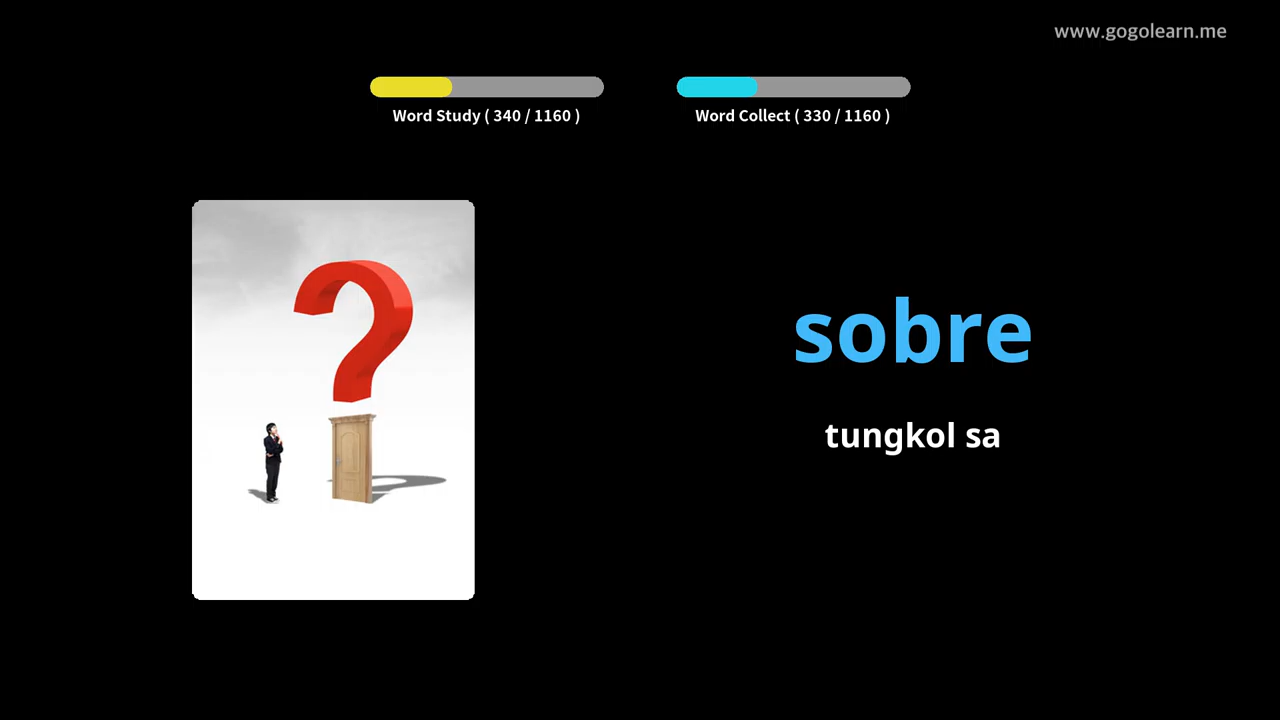 www.gogolearn.me
Word Study ( 340 / 1160 )
Word Collect ( 330 / 1160 )
sobre
tungkol sa